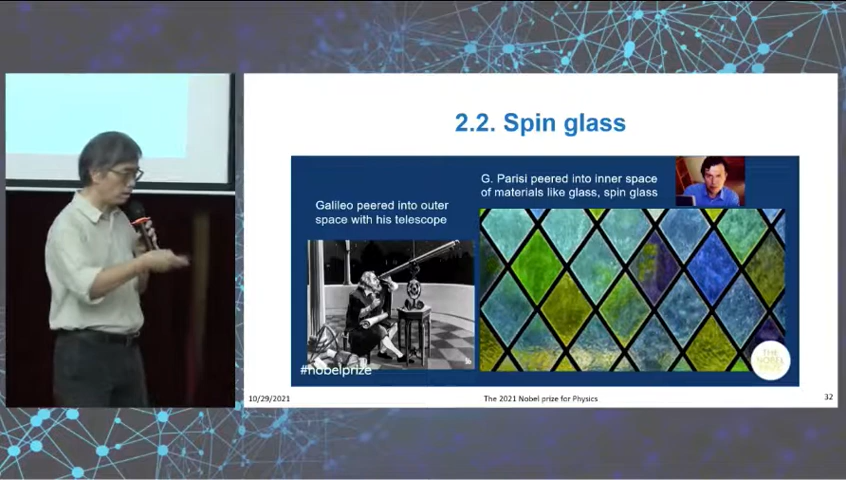 2.2. Spin glass
G. Parisi peered into inner space
of materials like glass, spin glass
Galileo peered into outer
space with his telescope
#nobelprize
THE
NOBEL
PRIZE
10/29/2021
The 2021 Nobel prize for Physics
32